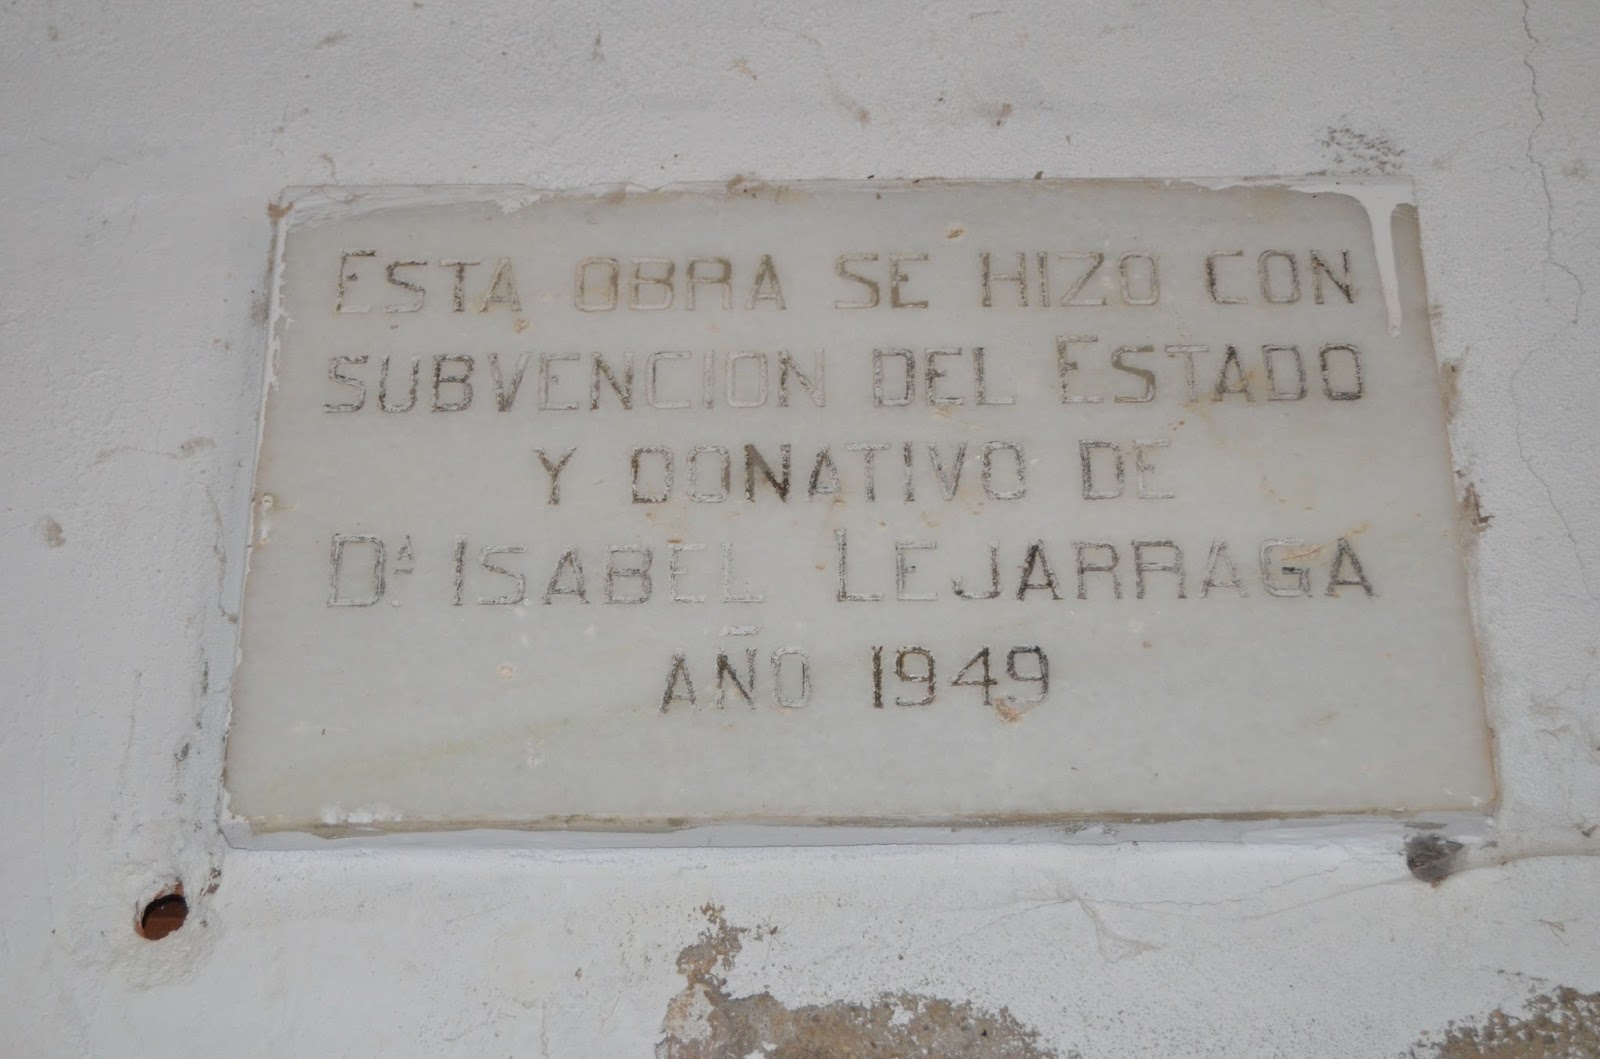 ESTA OBRA SE HIZO CON
SUBVENCION DEL ESTADO
Y DONATIVO DE
Dª. ISABEL LEJARRAGA
AÑO 1949